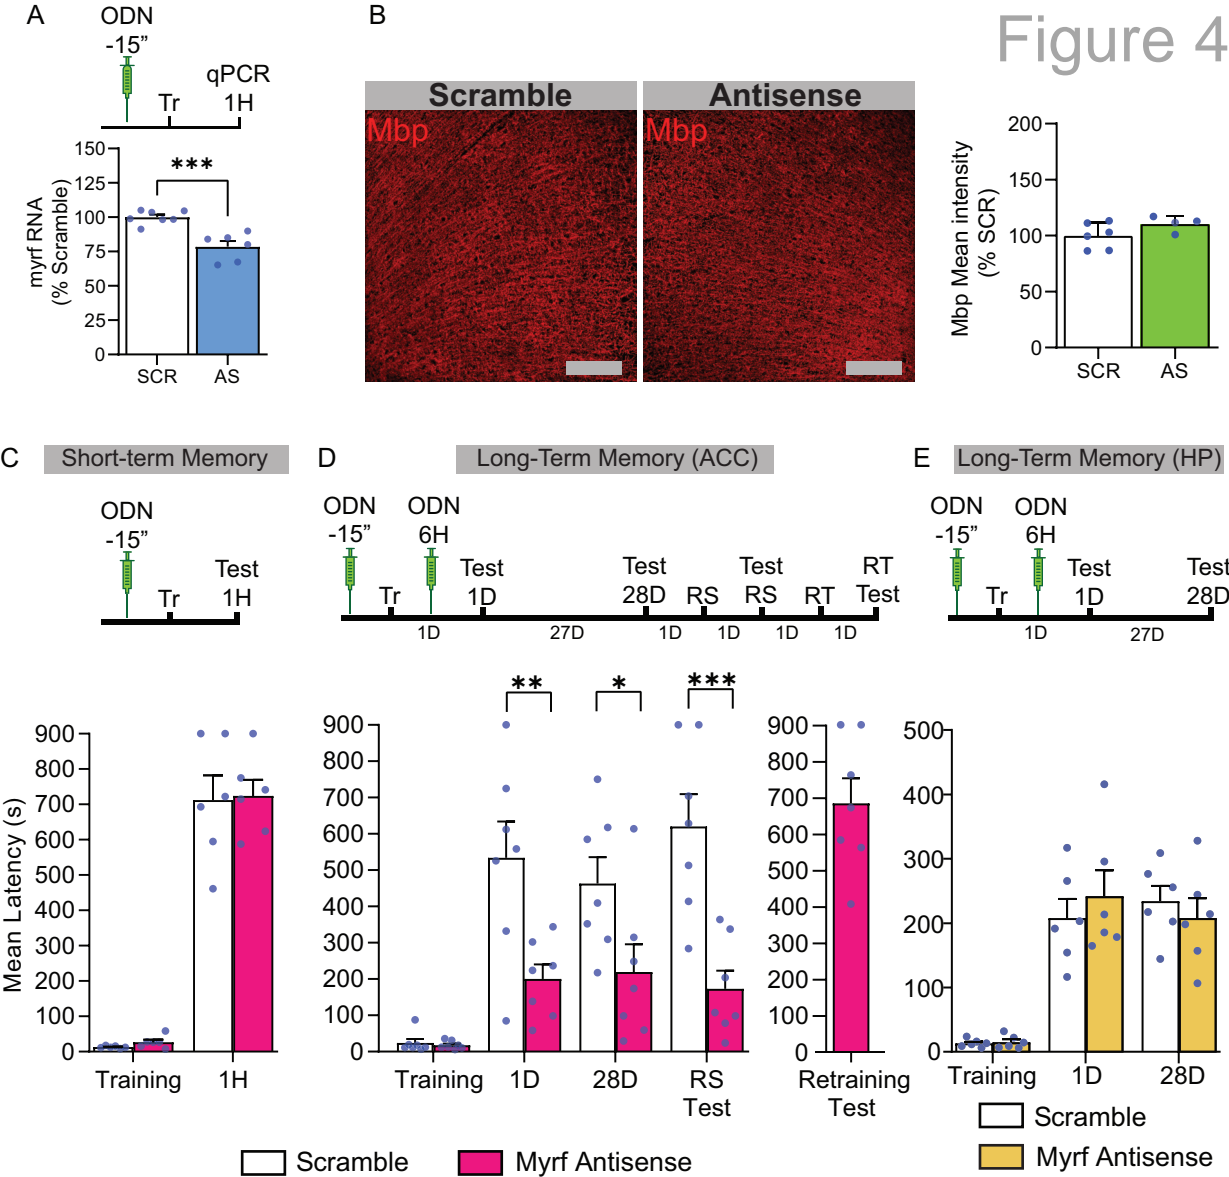 Figure 4
A
ODN
-15”
Tr
qPCR
1H
150
125
100
75
50
25
0
myrf RNA
(% Scramble)
***
SCR AS
B
Scramble
Antisense
Mbp
Mbp
200
150
100
50
0
Mbp Mean intensity
(% SCR)
SCR AS
C
Short-term Memory
ODN
-15”
Tr
Test
1H
900
800
700
600
500
400
300
200
100
0
Mean Latency (s)
Training 1H
D
Long-Term Memory (ACC)
ODN
-15”
Tr
ODN
6H
Test
1D
Test
28D
RS
Test
RS
RT
RT
Test
1D 27D 1D 1D 1D 1D
** * ***
900
800
700
600
500
400
300
200
100
0
Training 1D 28D RS
Test
900
800
700
600
500
400
300
200
100
0
Retraining
Test
Scramble Myrf Antisense
E
Long-Term Memory (HP)
ODN
-15”
Tr
ODN
6H
Test
1D
Test
28D
1D 27D
500
400
300
200
100
0
Training 1D 28D
Scramble
Myrf Antisense